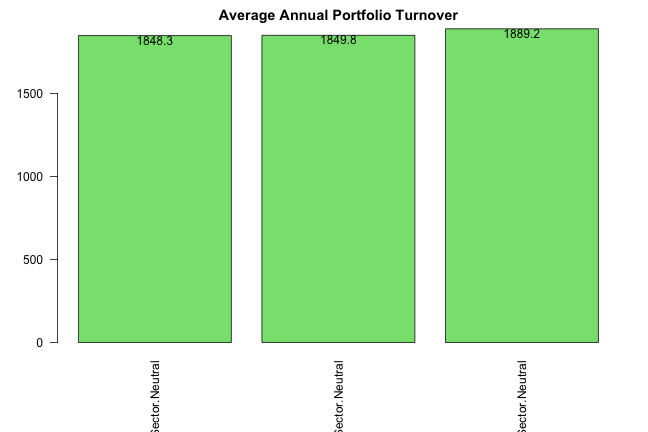 Average Annual Portfolio Turnover
1848.3
1849.8
1889.2
1500
1000
500
0
Sector.Neutral
Sector.Neutral
Sector.Neutral